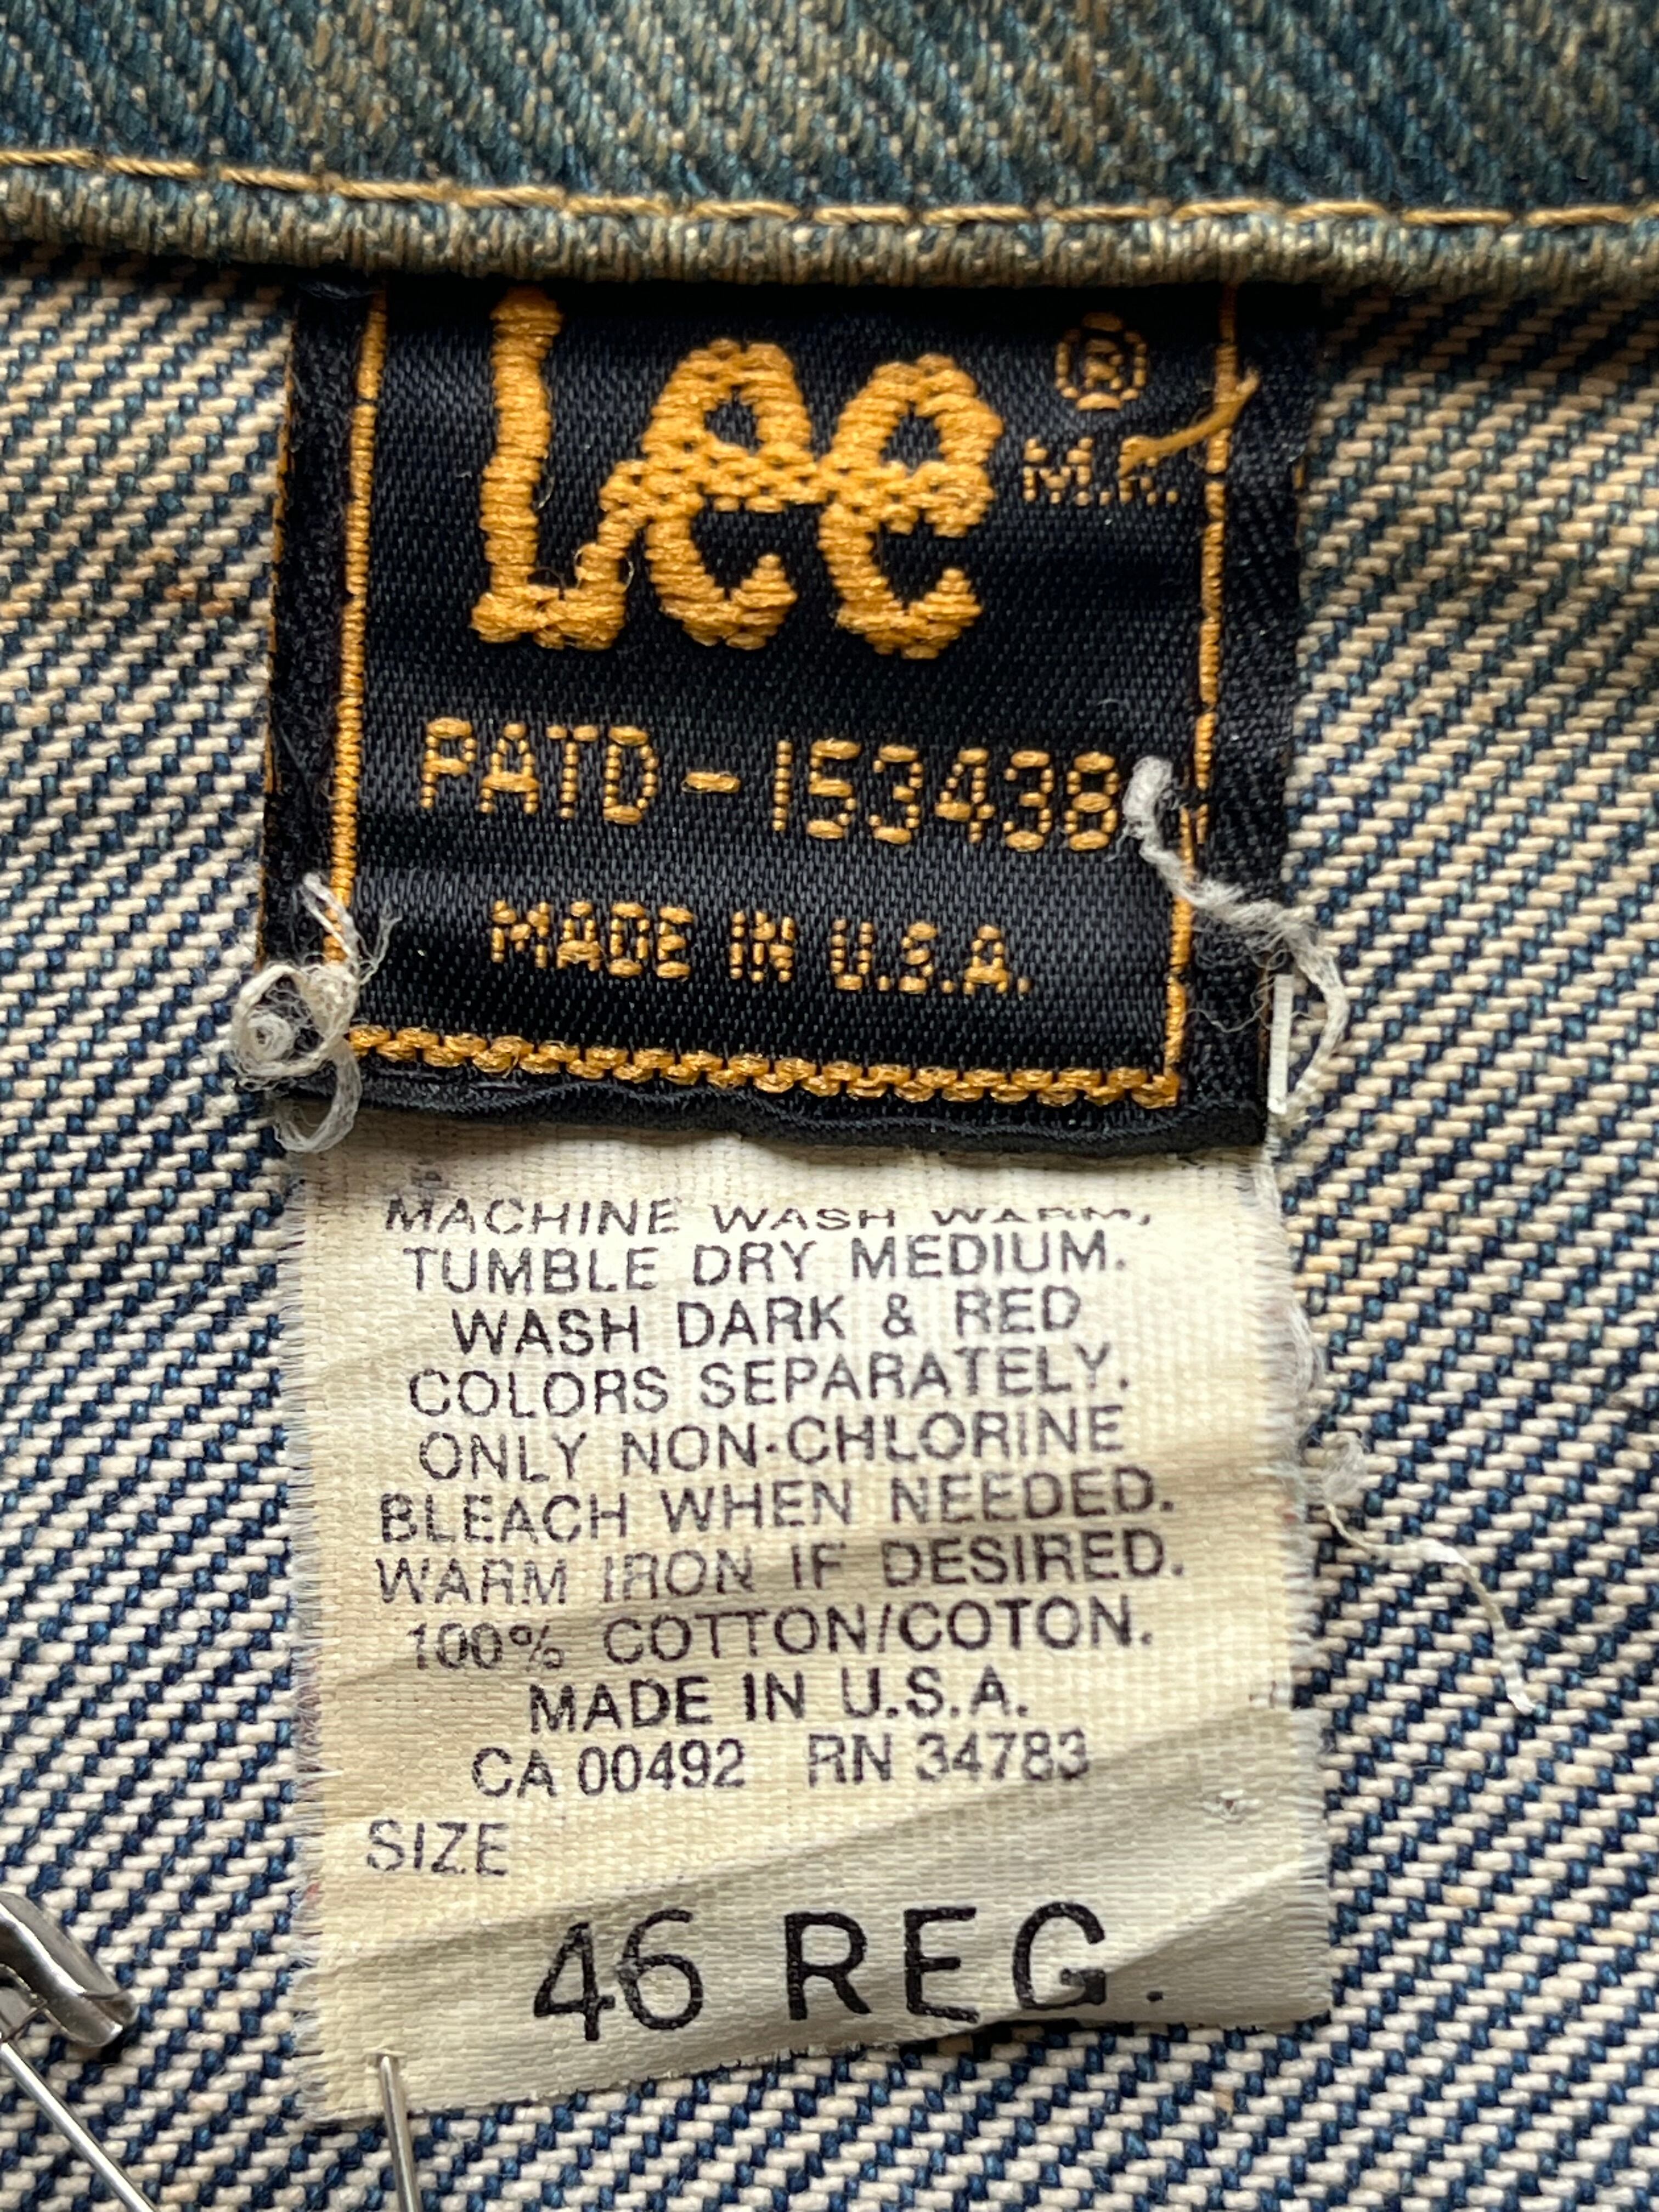 Lee ®
M.R.
PATD-153438
MADE IN U.S.A.
MACHINE WASH WARM,
TUMBLE DRY MEDIUM.
WASH DARK & RED
COLORS SEPARATELY.
ONLY NON-CHLORINE
BLEACH WHEN NEEDED.
WARM IRON IF DESIRED.
100% COTTON/COTON.
MADE IN U.S.A.
CA 00492 RN 34783
SIZE
46 REG.